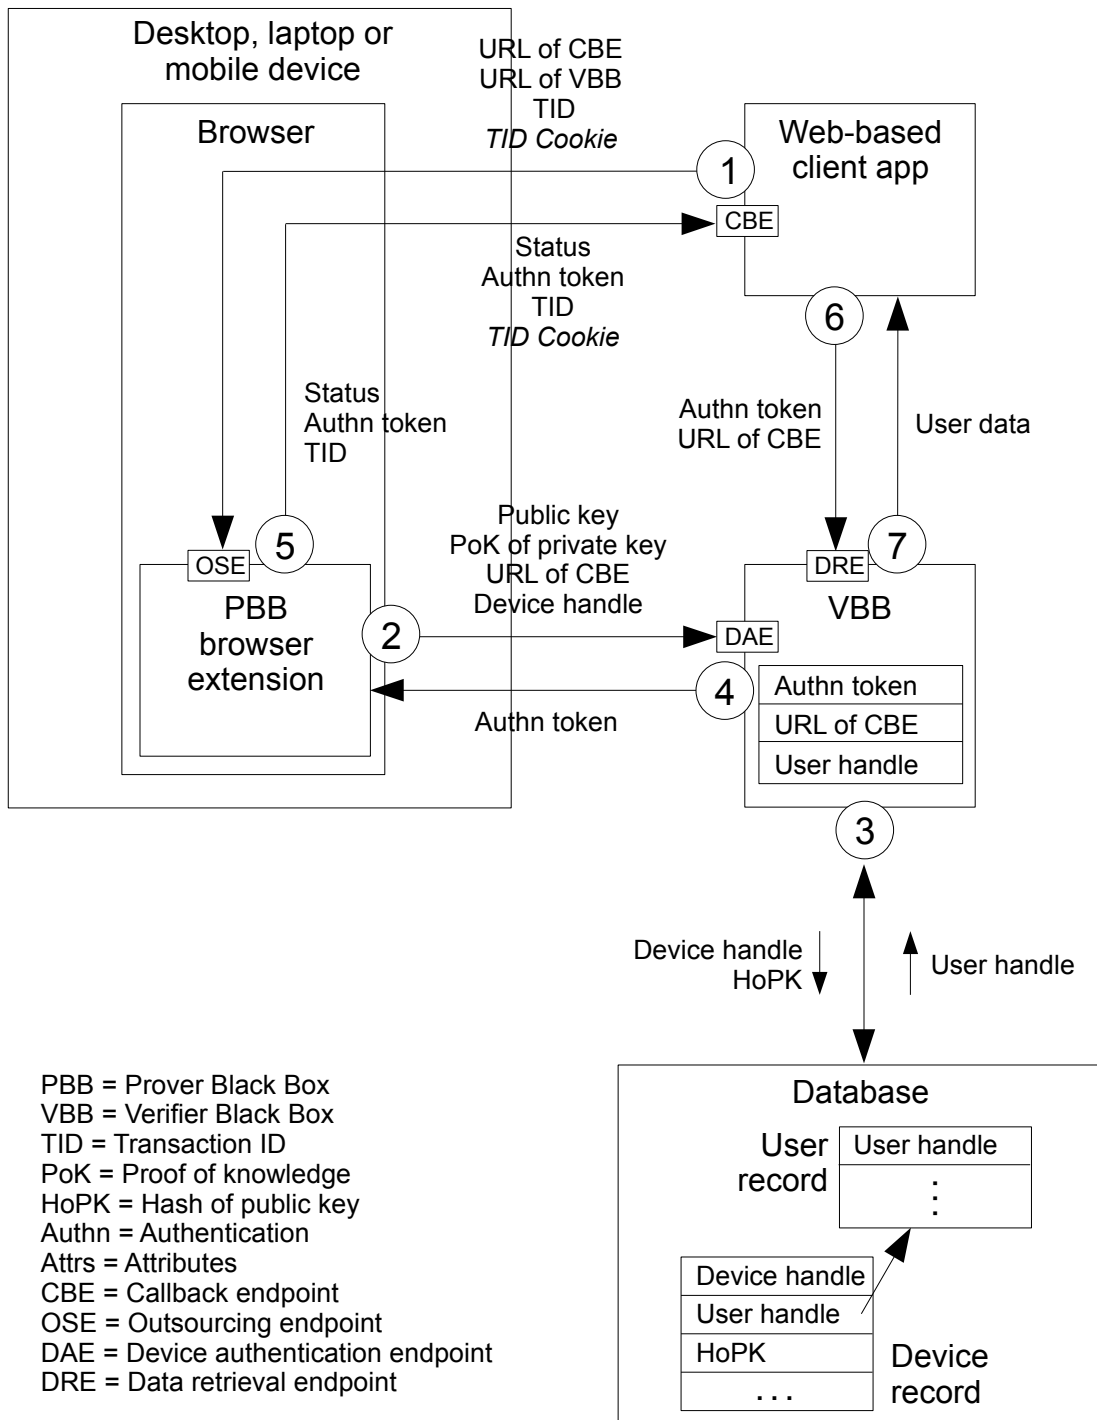 Desktop, laptop or
mobile device
URL of CBE
URL of VBB
TID
TID Cookie
Browser
Web-based
client app
1
CBE
Status
Authn token
TID
TID Cookie
6
Status
Authn token
TID
Authn token
URL of CBE
User data
5
OSE
Public key
PoK of private key
URL of CBE
Device handle
7
DRE
PBB
browser
extension
2
DAE
VBB
4
Authn token
Authn token
URL of CBE
User handle
3
Device handle
HoPK
User handle
PBB = Prover Black Box
VBB = Verifier Black Box
TID = Transaction ID
PoK = Proof of knowledge
HoPK = Hash of public key
Authn = Authentication
Attrs = Attributes
CBE = Callback endpoint
OSE = Outsourcing endpoint
DAE = Device authentication endpoint
DRE = Data retrieval endpoint
Database
User
record
User handle
⋮
Device handle
User handle
HoPK
...
Device
record